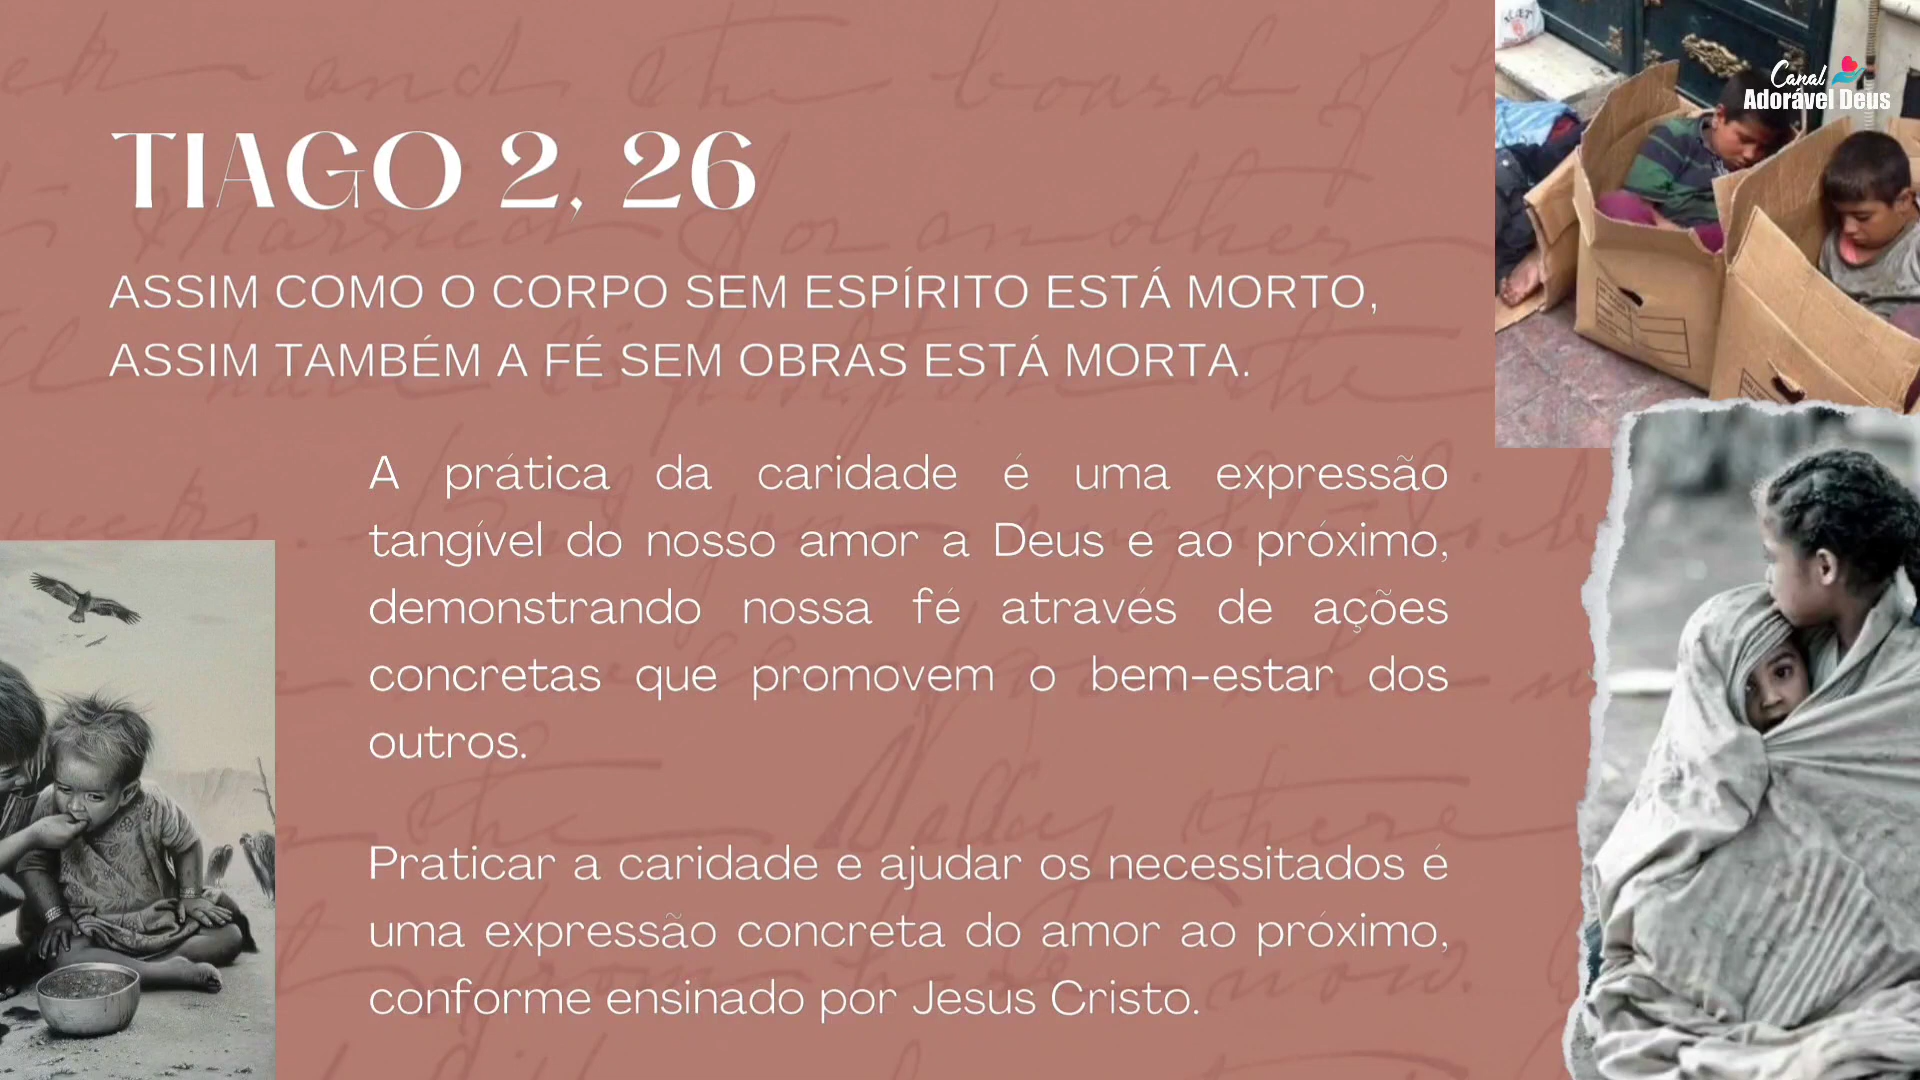 Canal
Adorável Deus
TIAGO 2, 26
ASSIM COMO O CORPO SEM ESPÍRITO ESTÁ MORTO,
ASSIM TAMBÉM A FÉ SEM OBRAS ESTÁ MORTA.
A prática da caridade é uma expressão
tangível do nosso amor a Deus e ao próximo,
demonstrando nossa fé através de ações
concretas que promovem o bem-estar dos
outros.
Praticar a caridade e ajudar os necessitados é
uma expressão concreta do amor ao próximo,
conforme ensinado por Jesus Cristo.